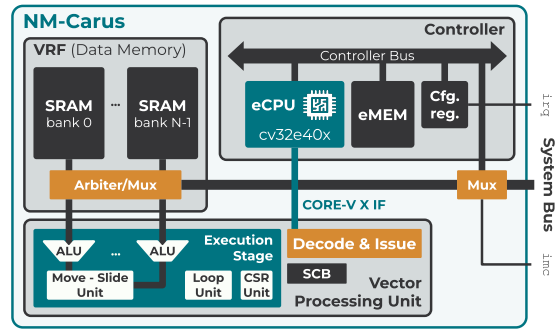 NM-Carus
VRF (Data Memory)
SRAM
bank 0
...
SRAM
bank N-1
Arbiter/Mux
Controller
Controller Bus
eCPU
cv32e40x
eMEM
Cfg.
reg.
irq
System Bus
Mux
imc
CORE-V X IF
ALU
...
ALU
Execution
Stage
Move - Slide
Unit
Loop
Unit
CSR
Unit
Decode & Issue
SCB
Vector
Processing Unit